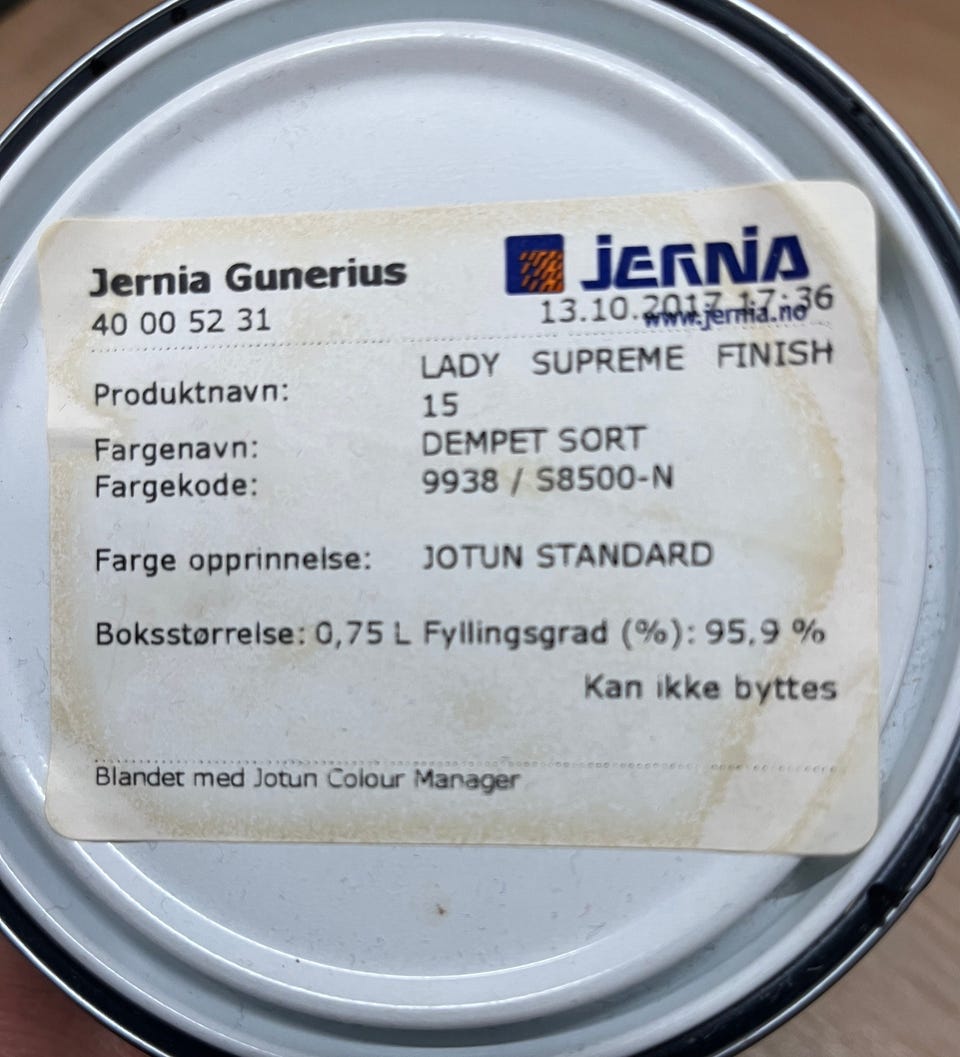 Jernia Gunerius
JERNIA
40 00 52 31
13.10.2017 17:36
www.jernia.no
Produktnavn: LADY SUPREME FINISH
15
Fargenavn: DEMPET SORT
Fargekode: 9938 / S8500-N
Farge opprinnelse: JOTUN STANDARD
Boksstørrelse: 0,75 L Fyllingsgrad (%): 95,9 %
Kan ikke byttes
Blandet med Jotun Colour Manager